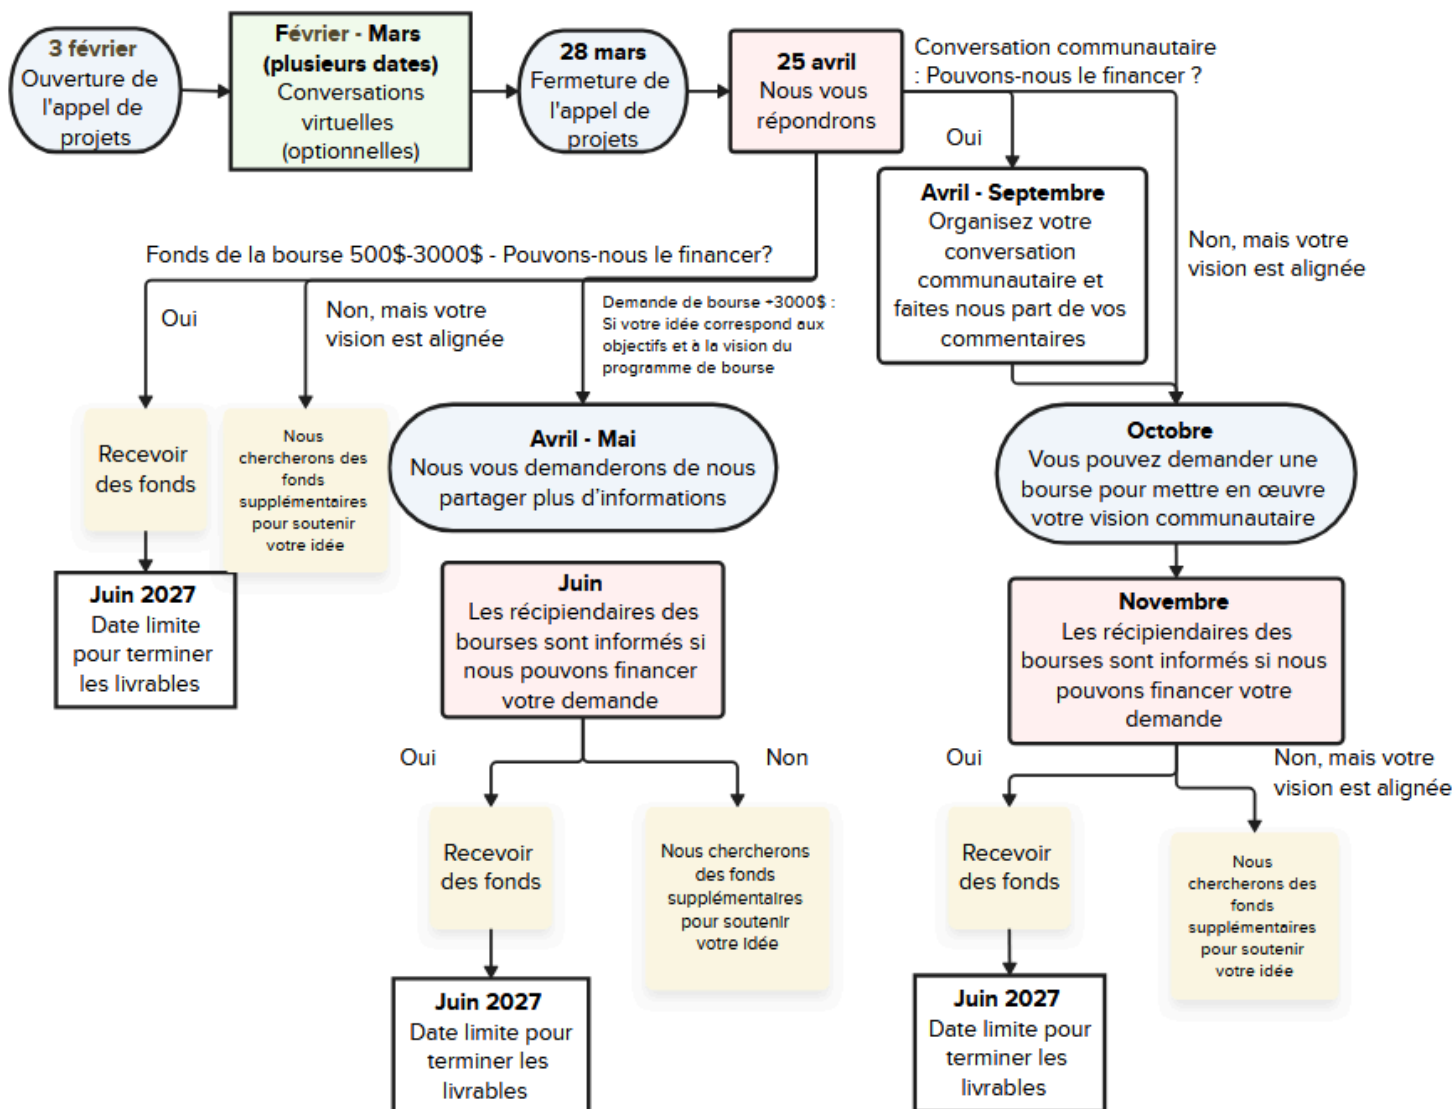 3 février
Ouverture de
l'appel de
projets
Février - Mars
(plusieurs dates)
Conversations
virtuelles
(optionnelles)
28 mars
Fermeture de
l'appel de
projets
25 avril
Nous vous
répondrons
Conversation communautaire
: Pouvons-nous le financer ?
Oui
Avril - Septembre
Organisez votre
conversation
communautaire et
faites nous part de vos
commentaires
Non, mais votre
vision est alignée
Fonds de la bourse 500$-3000$ - Pouvons-nous le financer?
Oui
Non, mais votre
vision est alignée
Demande de bourse +3000$ :
Si votre idée correspond aux
objectifs et à la vision du
programme de bourse
Recevoir
des fonds
Nous
chercherons des
fonds
supplémentaires
pour soutenir
votre idée
Avril - Mai
Nous vous demanderons de nous
partager plus d'informations
Octobre
Vous pouvez demander une
bourse pour mettre en œuvre
votre vision communautaire
Juin 2027
Date limite
pour terminer
les livrables
Juin
Les récipiendaires des
bourses sont informés si
nous pouvons financer
votre demande
Novembre
Les récipiendaires des
bourses sont informés si nous
pouvons financer votre
demande
Oui
Non
Oui
Non, mais votre
vision est alignée
Recevoir
des fonds
Nous chercherons
des fonds
supplémentaires
pour soutenir
votre idée
Recevoir
des fonds
Nous
chercherons des
fonds
supplémentaires
pour soutenir
votre idée
Juin 2027
Date limite pour
terminer les
livrables
Juin 2027
Date limite pour
terminer les
livrables